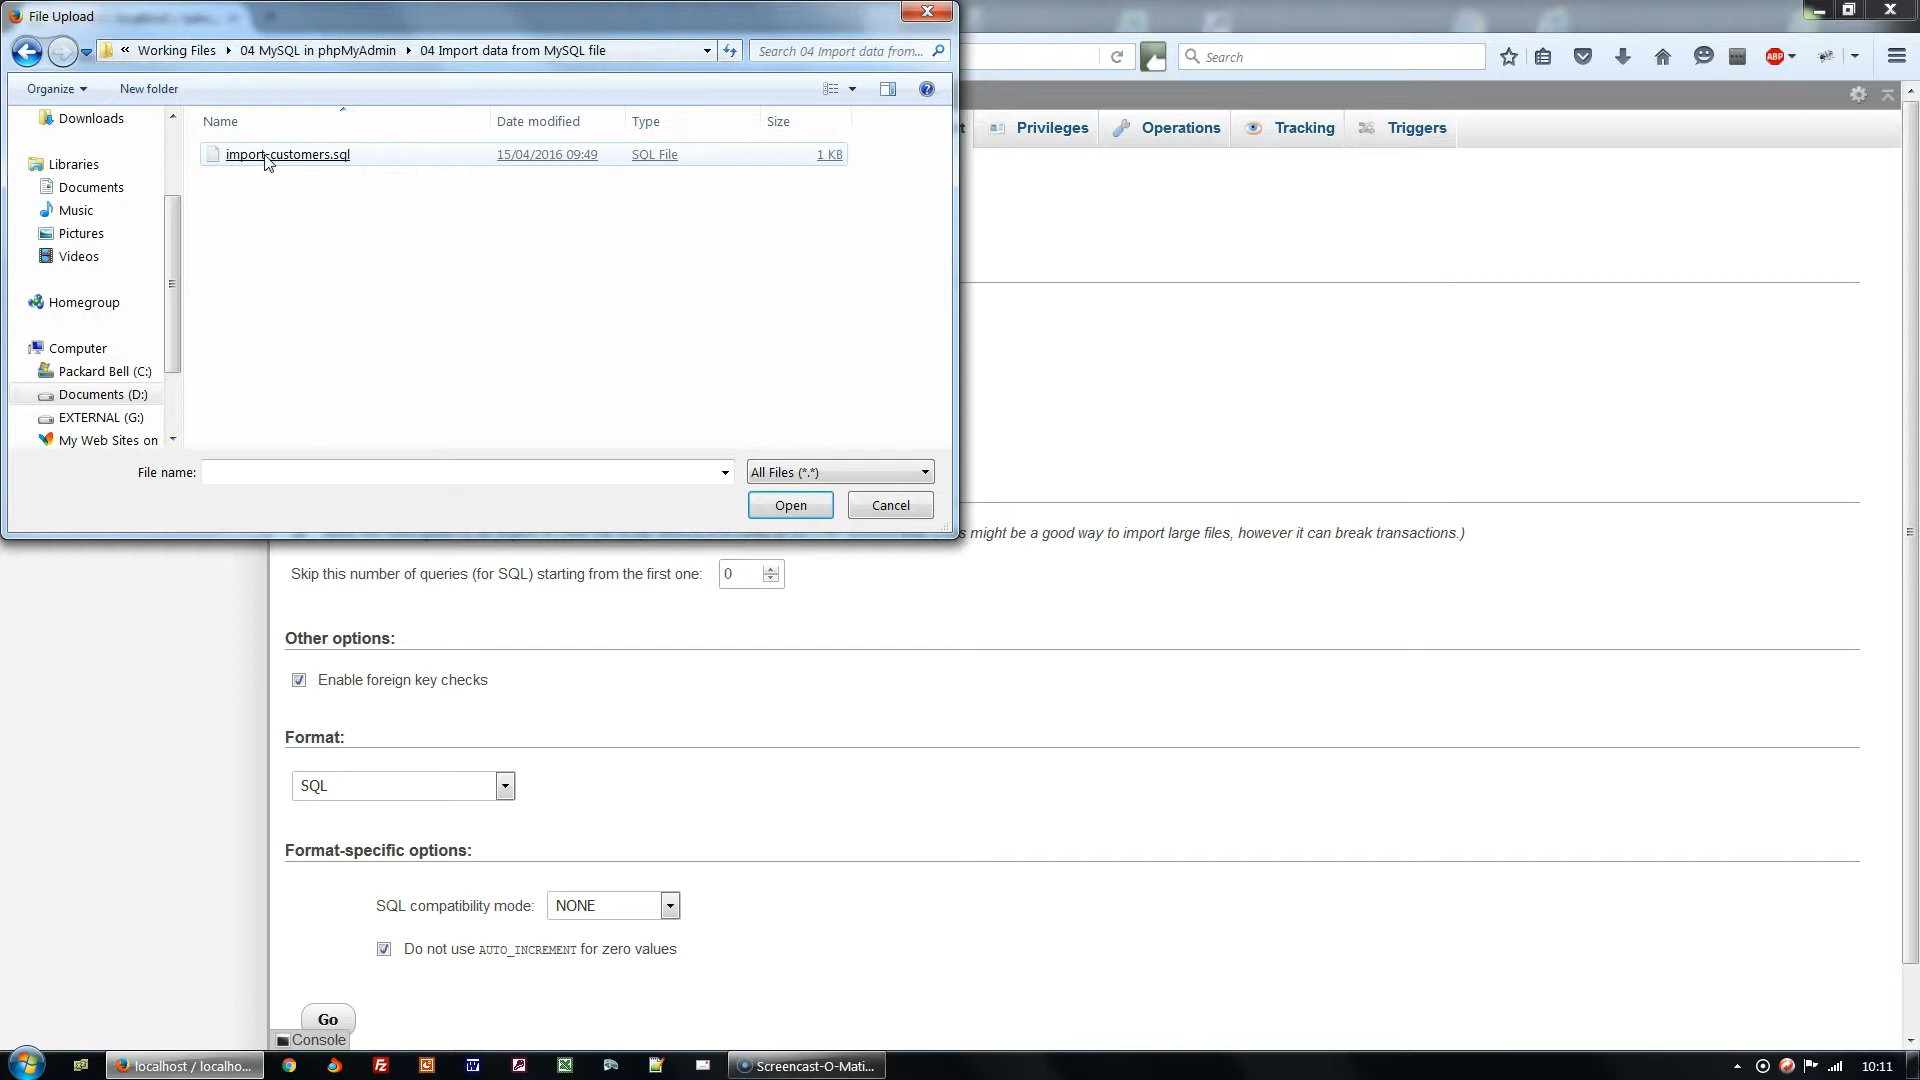 File Upload
« Working Files 04 MySQL in phpMyAdmin 04 Import data from MySQL file
Search 04 Import data from...
Search
ABP
Organize New folder
Name Date modified Type Size
import-customers.sql 15/04/2016 09:49 SQL File 1 KB
Downloads
Libraries
Documents
Music
Pictures
Videos
Homegroup
Computer
Packard Bell (C:)
Documents (D:)
EXTERNAL (G:)
My Web Sites on
File name:
All Files (*.*)
Open Cancel
Privileges Operations Tracking Triggers
might be a good way to import large files, however it can break transactions.)
Skip this number of queries (for SQL) starting from the first one: 0
Other options:
Enable foreign key checks
Format:
SQL
Format-specific options:
SQL compatibility mode: NONE
Do not use AUTO_INCREMENT for zero values
Go
Console
localhost / localho...
Screencast-O-Mati...
10:11